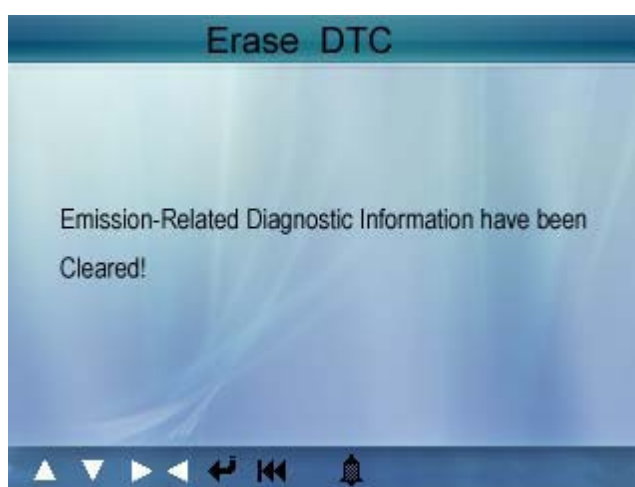 Erase DTC
Emission-Related Diagnostic Information have been
Cleared!